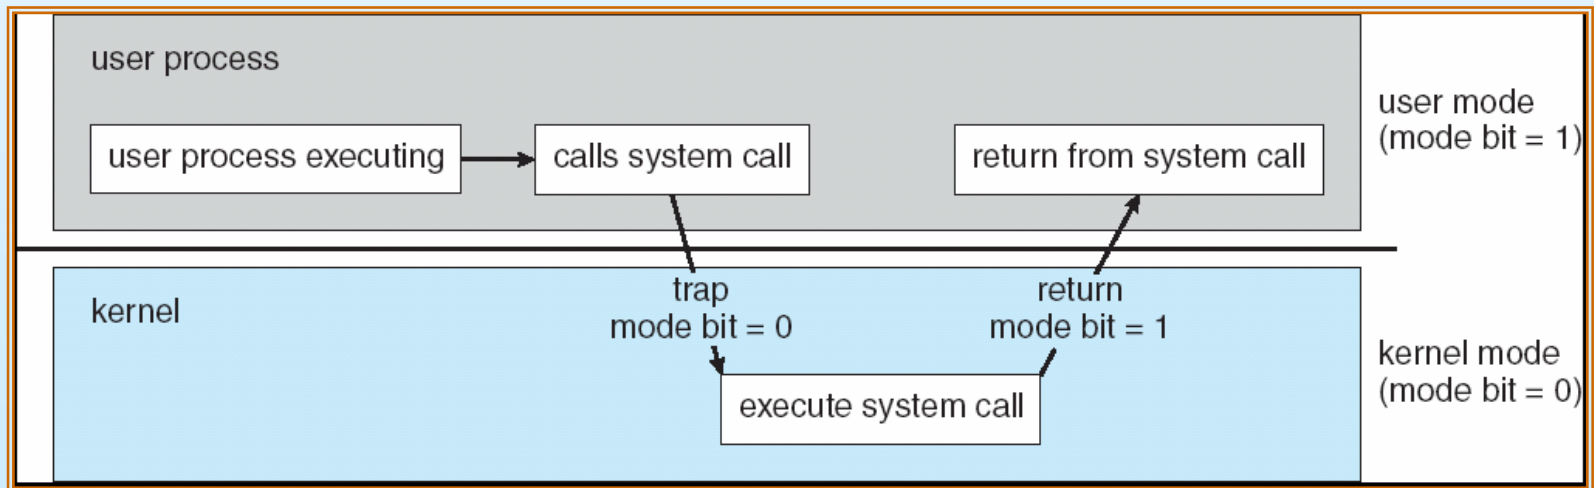 user process
user process executing
calls system call
return from system call
user mode
(mode bit = 1)
kernel
trap
mode bit = 0
return
mode bit = 1
execute system call
kernel mode
(mode bit = 0)